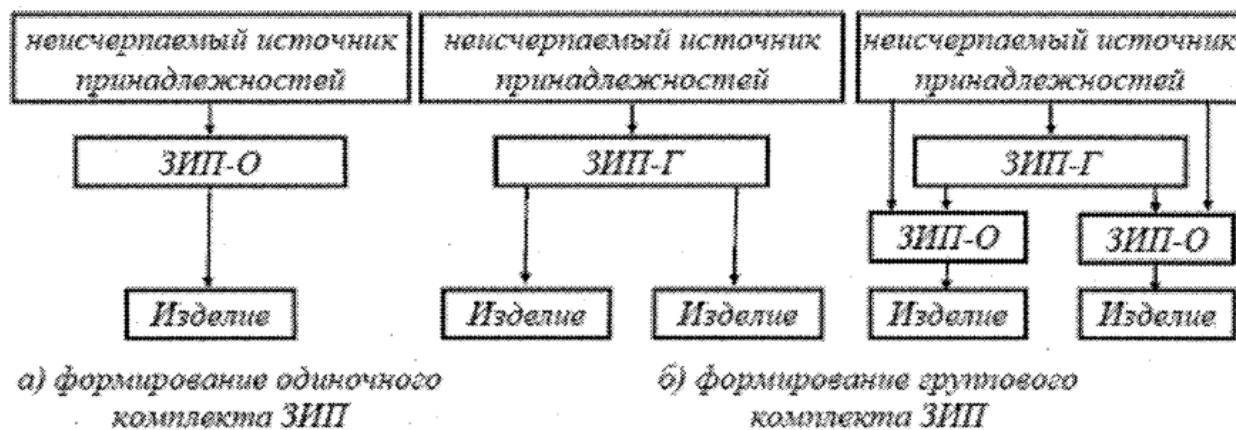 неисчерпаемый источник
принадлежностей
ЗИП-О
Изделие
а) формирование одиночного
комплекта ЗИП
неисчерпаемый источник
принадлежностей
ЗИП-Г
Изделие
Изделие
неисчерпаемый источник
принадлежностей
ЗИП-Г
ЗИП-О
ЗИП-О
Изделие
Изделие
б) формирование группового
комплекта ЗИП